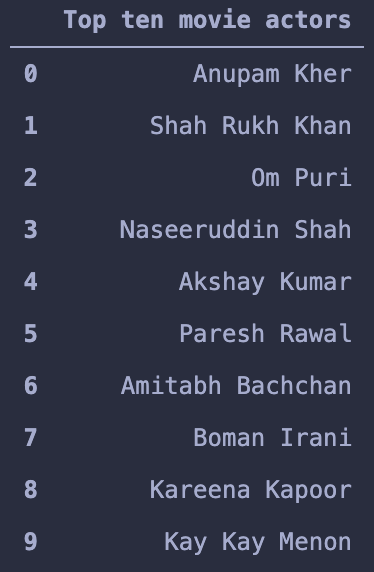 Top ten movie actors
0 Anupam Kher
1 Shah Rukh Khan
2 Om Puri
3 Naseeruddin Shah
4 Akshay Kumar
5 Paresh Rawal
6 Amitabh Bachchan
7 Boman Irani
8 Kareena Kapoor
9 Kay Kay Menon